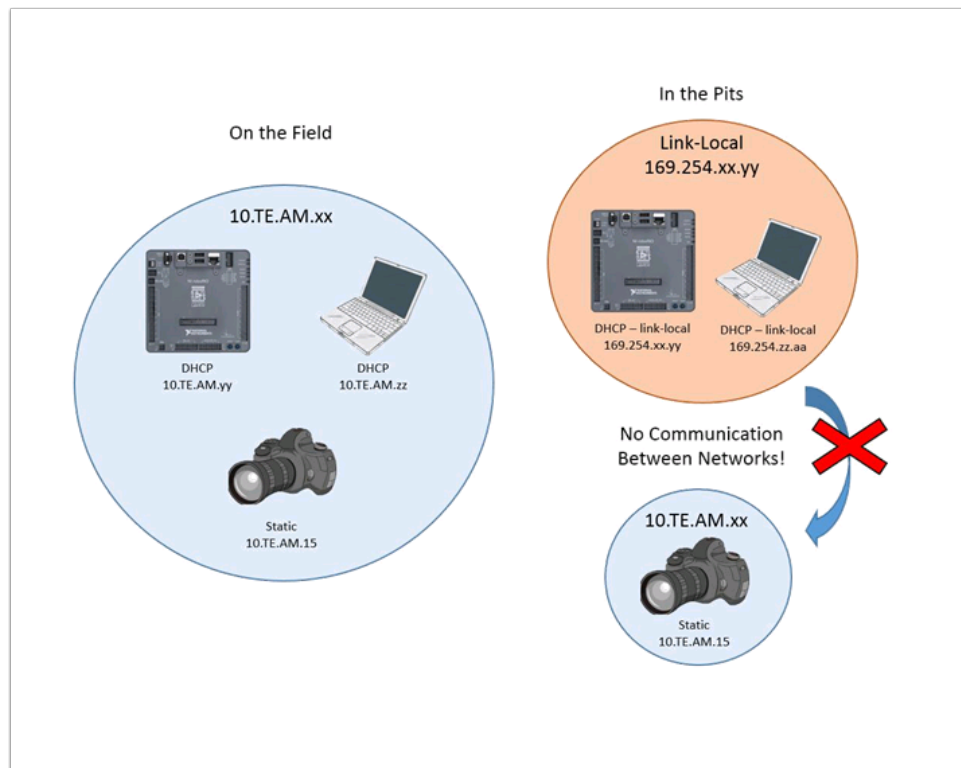 On the Field
10.TE.AM.xx
DHCP
10.TE.AM.yy
DHCP
10.TE.AM.zz
Static
10.TE.AM.15
In the Pits
Link-Local
169.254.xx.yy
DHCP – link-local
169.254.xx.yy
DHCP – link-local
169.254.zz.aa
No Communication
Between Networks!
10.TE.AM.xx
Static
10.TE.AM.15